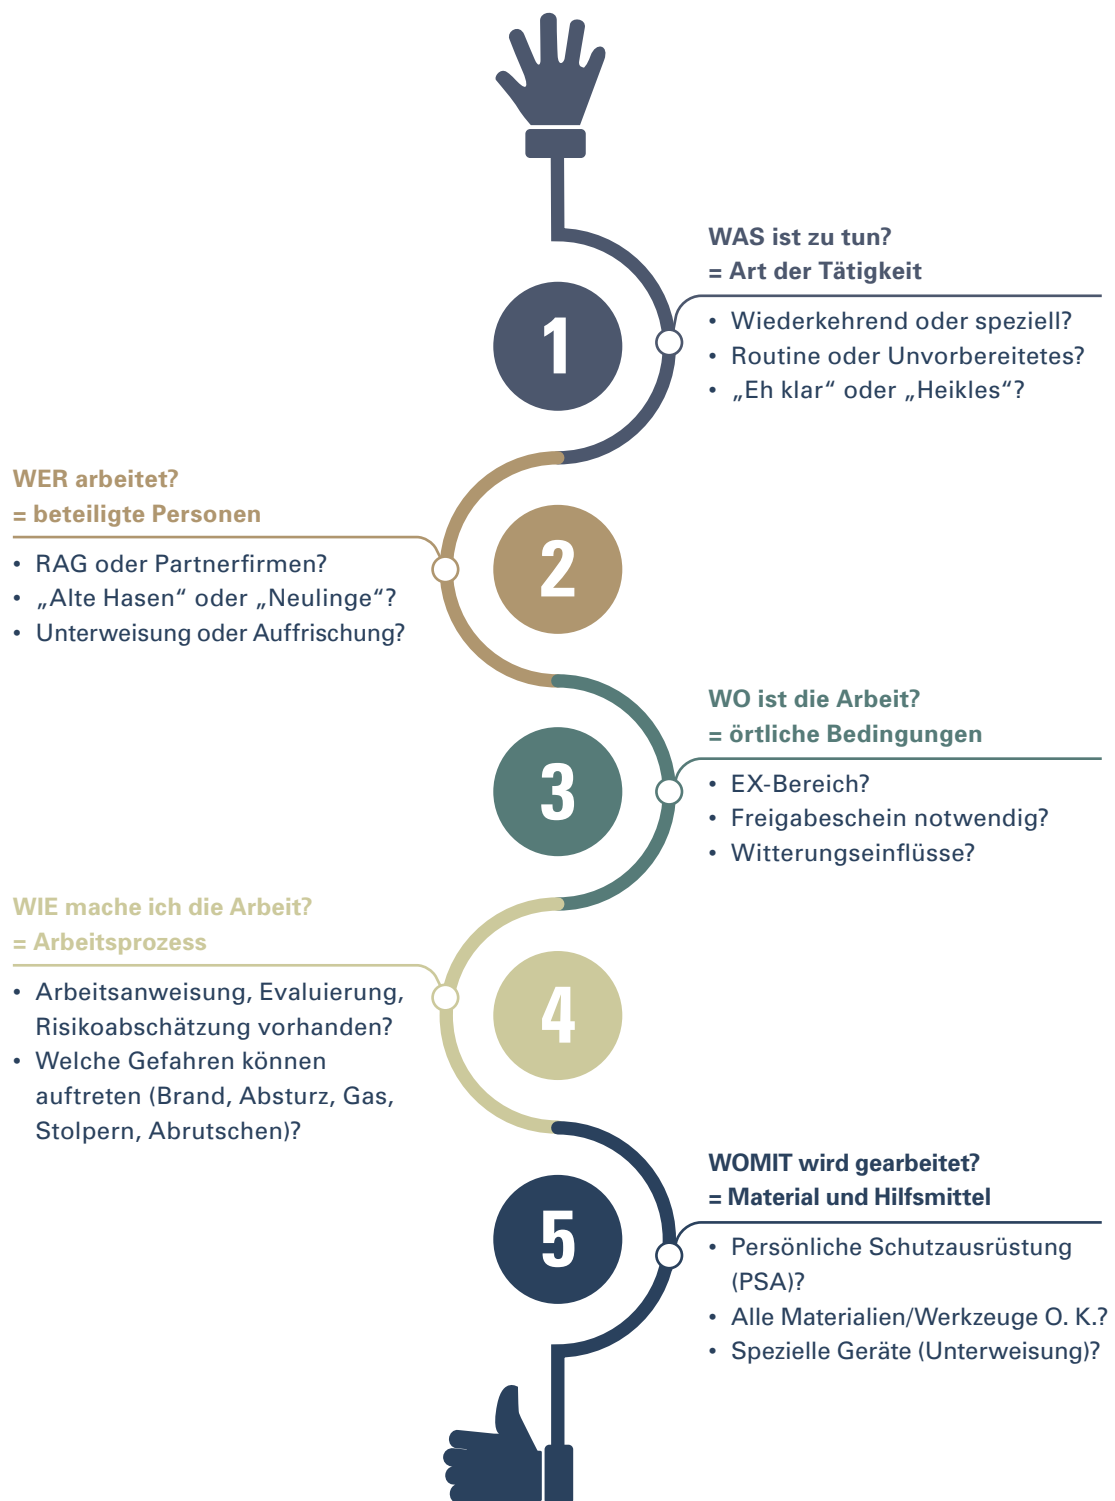 1
WAS ist zu tun?
= Art der Tätigkeit
• Wiederkehrend oder speziell?
• Routine oder Unvorbereitetes?
• „Eh klar“ oder „Heikles“?
2
WER arbeitet?
= beteiligte Personen
• RAG oder Partnerfirmen?
• „Alte Hasen“ oder „Neulinge“?
• Unterweisung oder Auffrischung?
3
WO ist die Arbeit?
= örtliche Bedingungen
• EX-Bereich?
• Freigabeschein notwendig?
• Witterungseinflüsse?
4
WIE mache ich die Arbeit?
= Arbeitsprozess
• Arbeitsanweisung, Evaluierung,
Risikoabschätzung vorhanden?
• Welche Gefahren können
auftreten (Brand, Absturz, Gas,
Stolpern, Abrutschen)?
5
WOMIT wird gearbeitet?
= Material und Hilfsmittel
• Persönliche Schutzausrüstung
(PSA)?
• Alle Materialien/Werkzeuge O. K.?
• Spezielle Geräte (Unterweisung)?